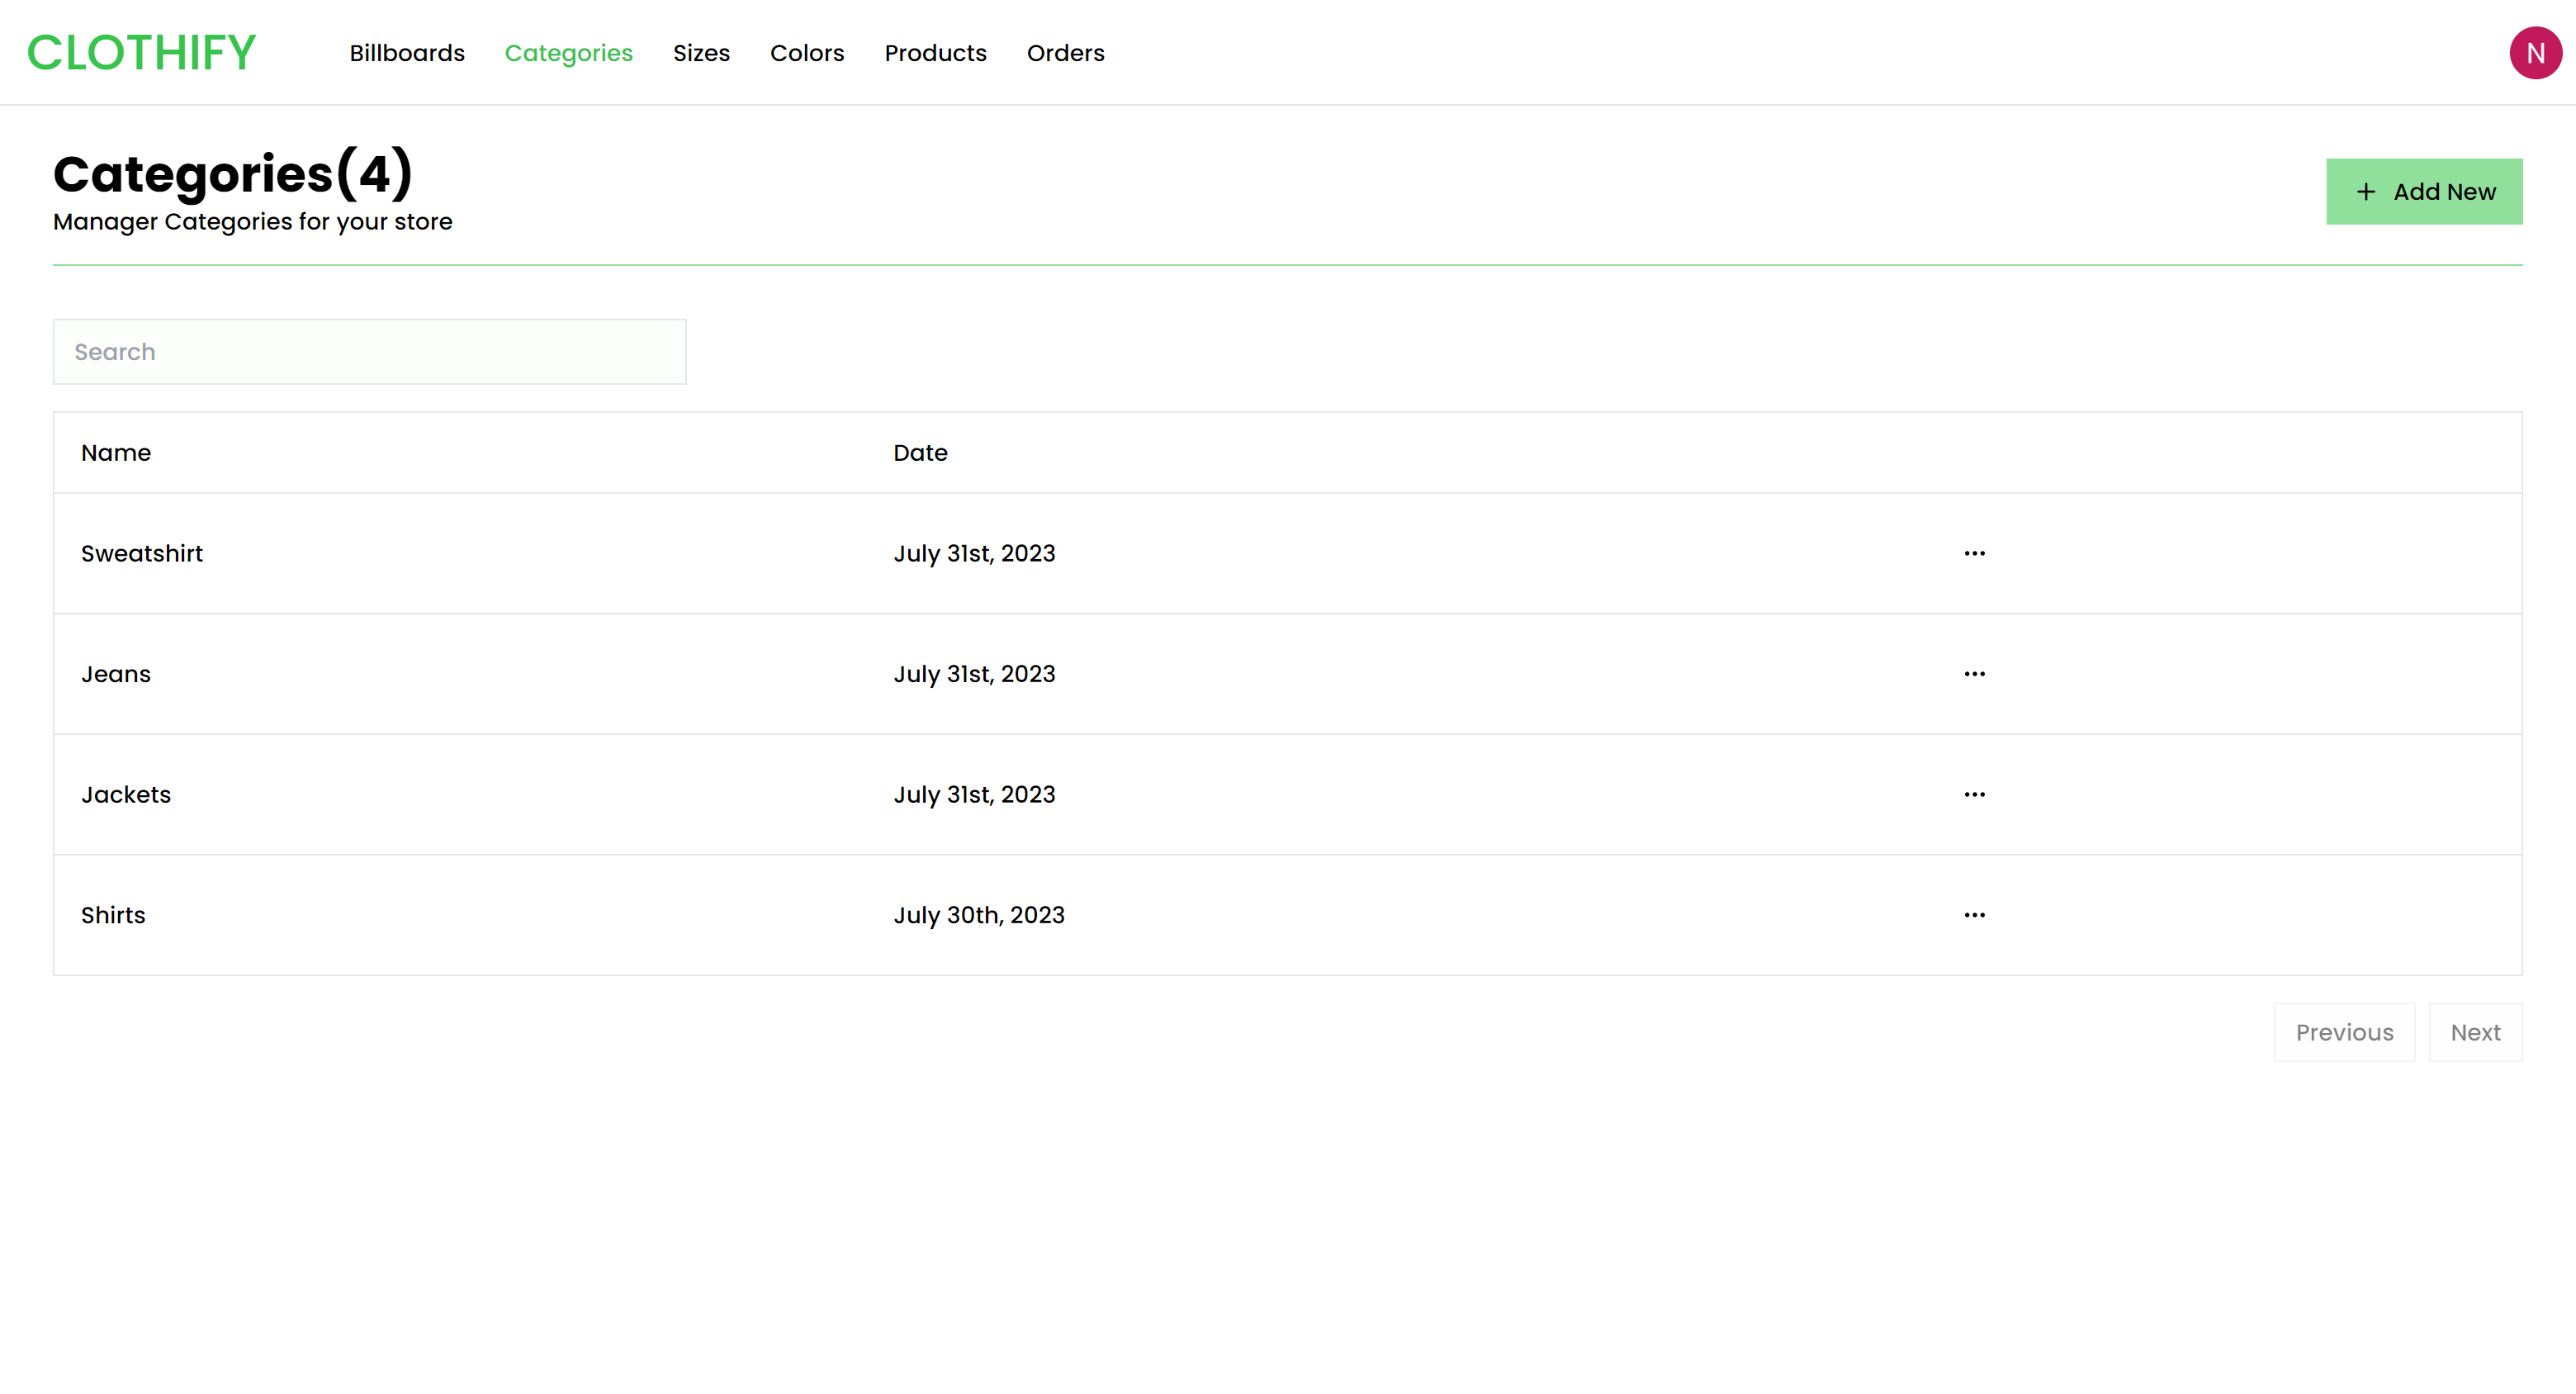 CLOTHIFY Billboards Categories Sizes Colors Products Orders N
Categories(4)
Manager Categories for your store
+ Add New
Search
Name Date
Sweatshirt July 31st, 2023 ...
Jeans July 31st, 2023 ...
Jackets July 31st, 2023 ...
Shirts July 30th, 2023 ...
Previous Next